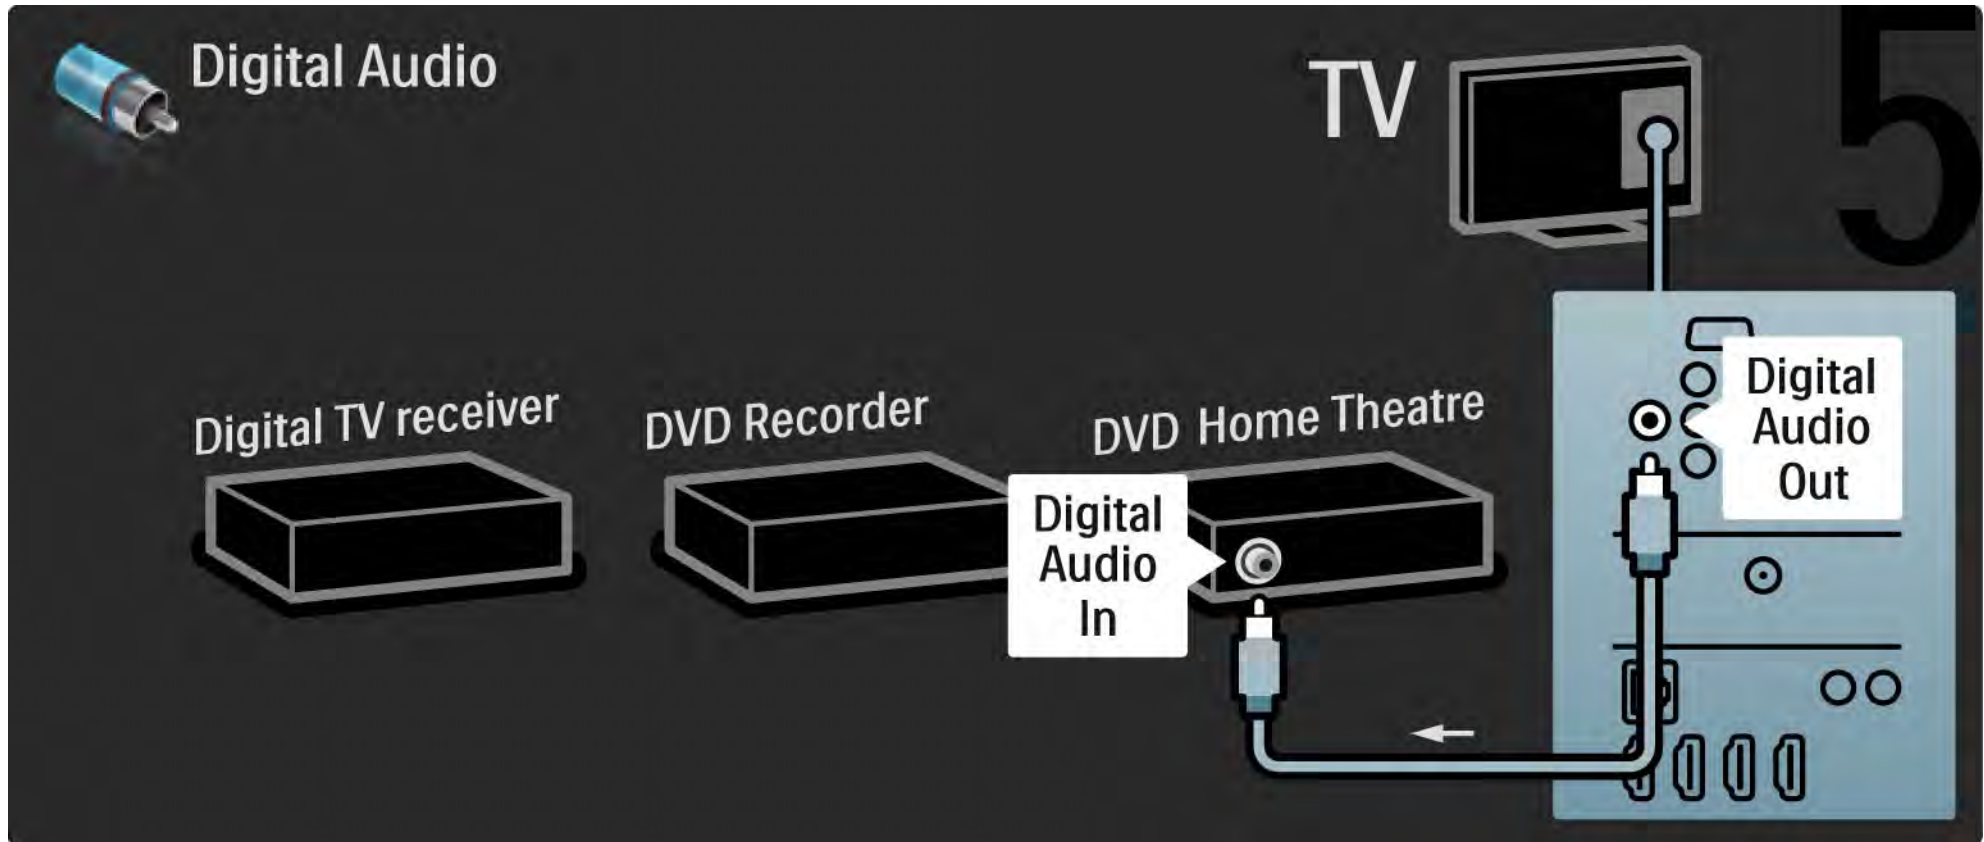 Digital Audio
TV
5
Digital TV receiver
DVD Recorder
DVD Home Theatre
Digital
Audio
In
Digital
Audio
Out